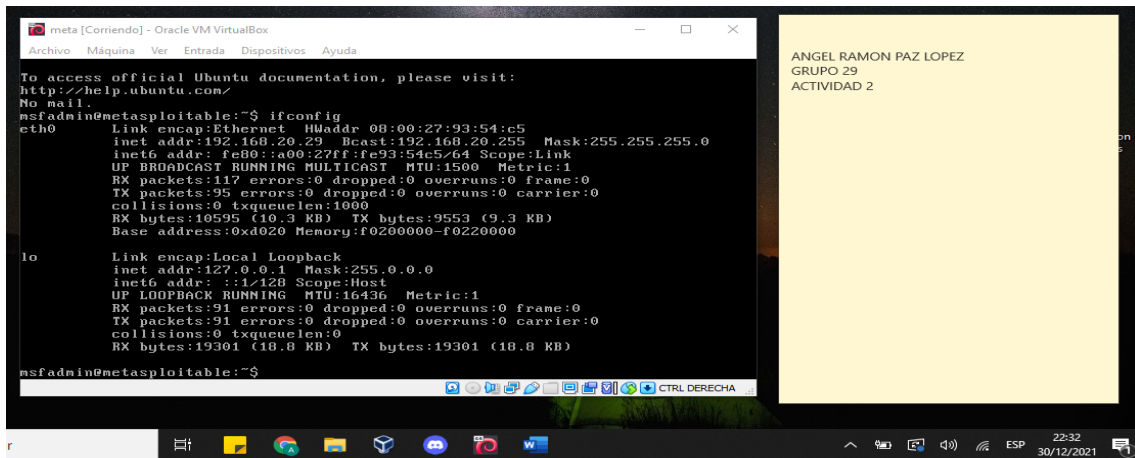 meta [Corriendo] - Oracle VM VirtualBox
Archivo Máquina Ver Entrada Dispositivos Ayuda
To access official Ubuntu documentation, please visit:
http://help.ubuntu.com/
No mail.
msfadmin@metasploitable:~$ ifconfig
eth0 Link encap:Ethernet HWaddr 08:00:27:93:54:c5
inet addr:192.168.20.29 Bcast:192.168.20.255 Mask:255.255.255.0
inet6 addr: fe80::a00:27ff:fe93:54c5/64 Scope:Link
UP BROADCAST RUNNING MULTICAST MTU:1500 Metric:1
RX packets:117 errors:0 dropped:0 overruns:0 frame:0
TX packets:95 errors:0 dropped:0 overruns:0 carrier:0
collisions:0 txqueuelen:1000
RX bytes:10595 (10.3 KB) TX bytes:9553 (9.3 KB)
Base address:0xd020 Memory:f0200000-f0220000
lo Link encap:Local Loopback
inet addr:127.0.0.1 Mask:255.0.0.0
inet6 addr: ::1/128 Scope:Host
UP LOOPBACK RUNNING MTU:16436 Metric:1
RX packets:91 errors:0 dropped:0 overruns:0 frame:0
TX packets:91 errors:0 dropped:0 overruns:0 carrier:0
collisions:0 txqueuelen:0
RX bytes:19301 (18.8 KB) TX bytes:19301 (18.8 KB)
msfadmin@metasploitable:~$
CTRL DERECHA
ANGEL RAMON PAZ LOPEZ
GRUPO 29
ACTIVIDAD 2
ESP
22:32
30/12/2021